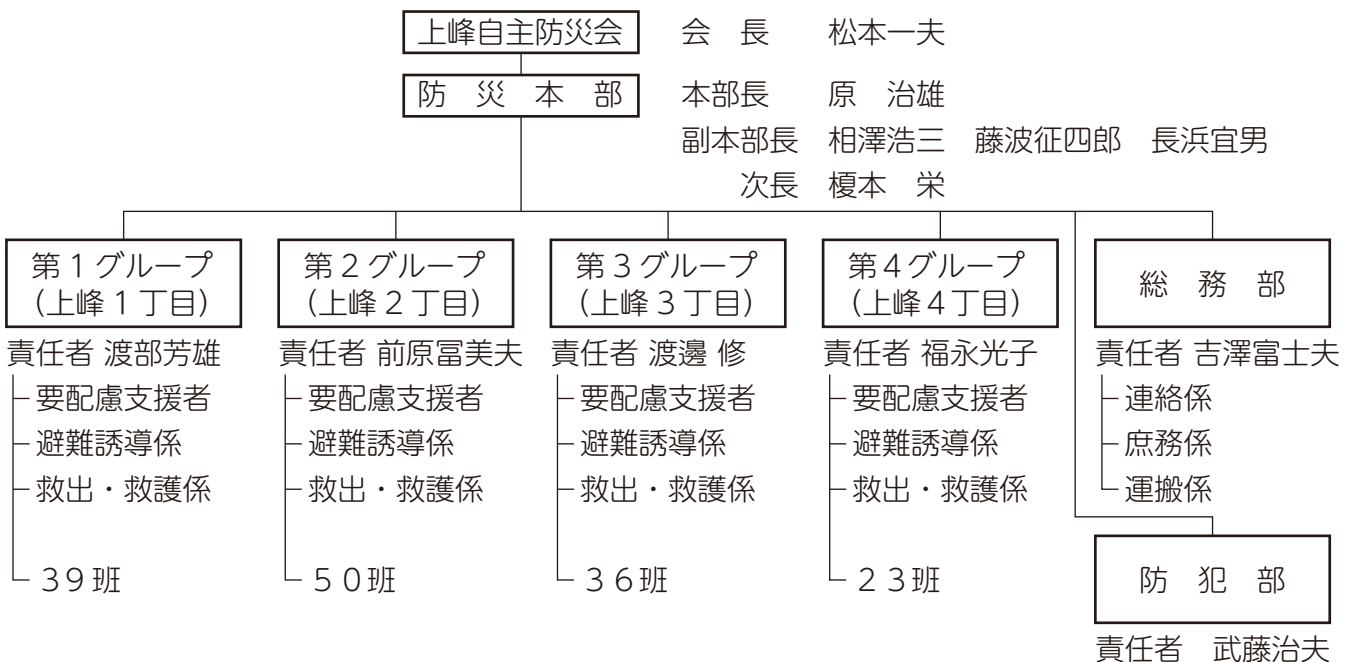 上峰自主防災会 会 長 松本一夫
防 災 本 部 本部長 原 治雄
副本部長 相澤浩三 藤波征四郎 長浜宜男
次長 榎本 栄
第1グループ
(上峰1丁目)
責任者 渡部芳雄
要配慮支援者
避難誘導係
救出・救護係
39班
第2グループ
(上峰2丁目)
責任者 前原冨美夫
要配慮支援者
避難誘導係
救出・救護係
50班
第3グループ
(上峰3丁目)
責任者 渡邊 修
要配慮支援者
避難誘導係
救出・救護係
36班
第4グループ
(上峰4丁目)
責任者 福永光子
要配慮支援者
避難誘導係
救出・救護係
23班
総 務 部
責任者 吉澤富士夫
連絡係
庶務係
運搬係
防 犯 部
責任者 武藤治夫